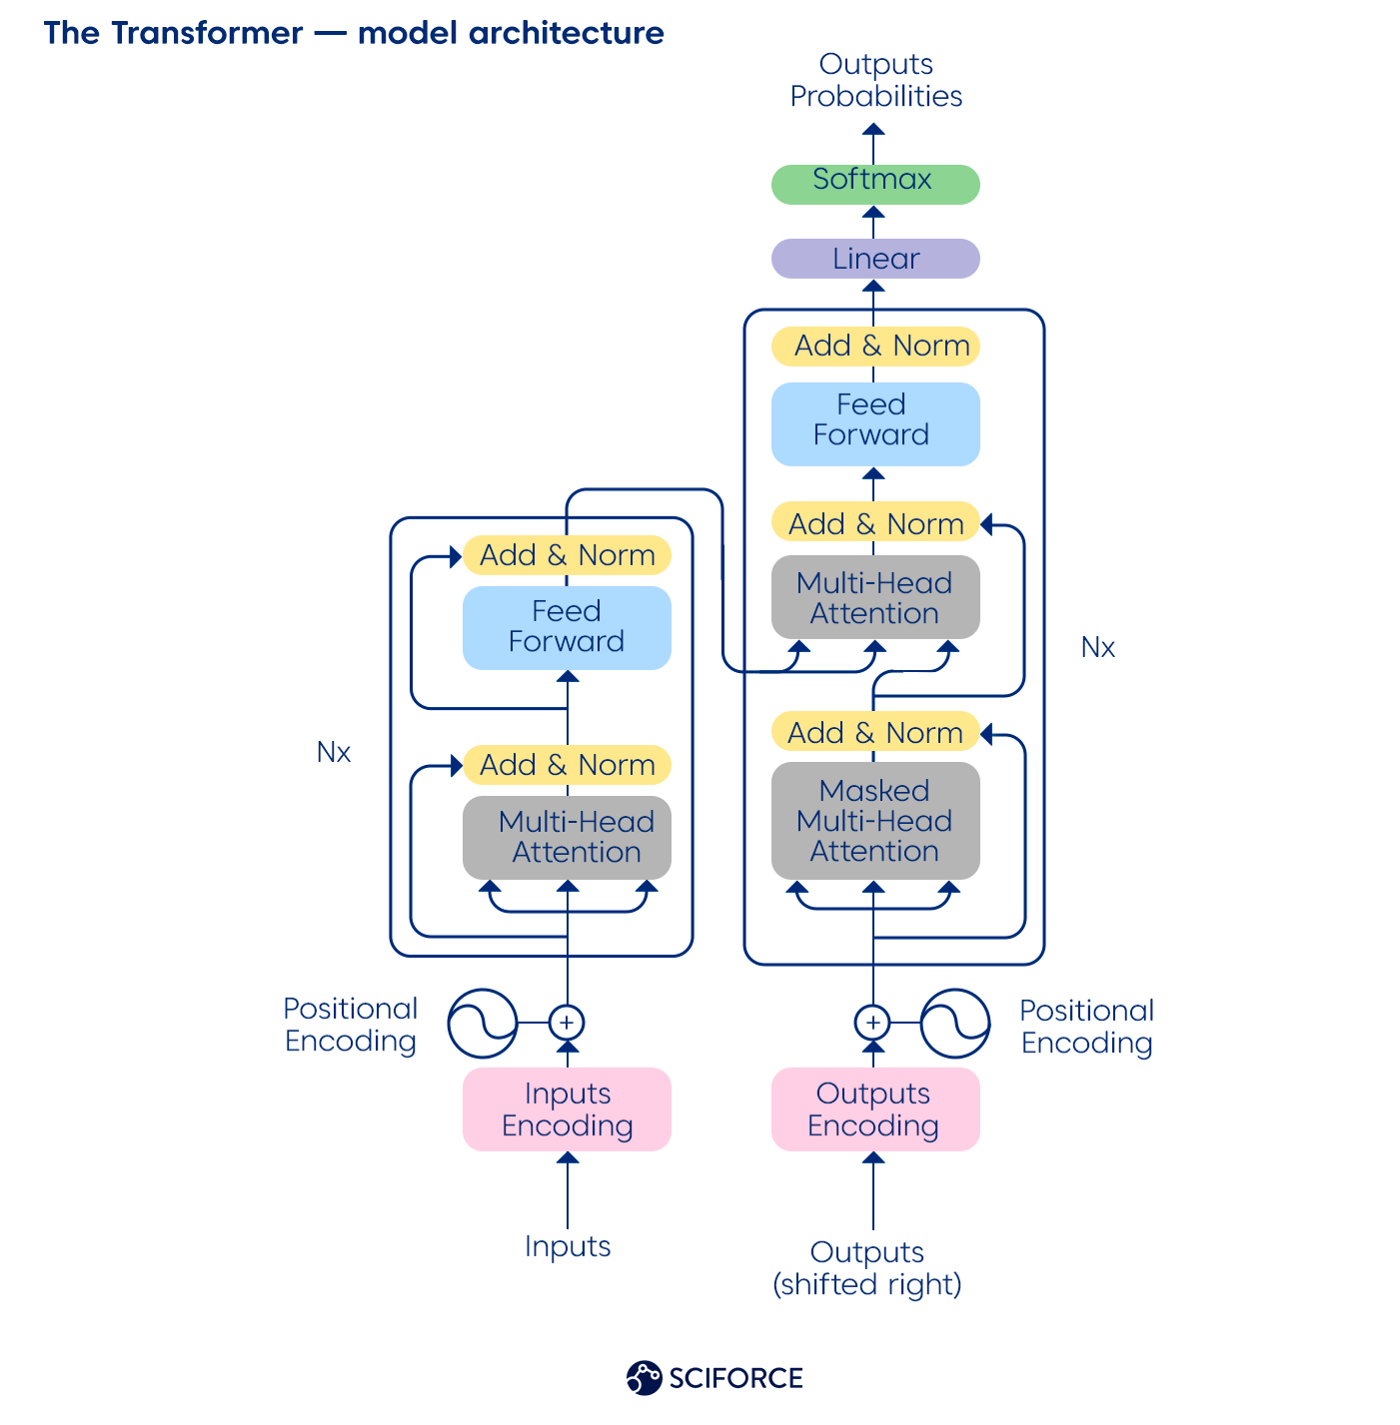 The Transformer — model architecture
Outputs
Probabilities
Softmax
Linear
Add & Norm
Feed
Forward
Add & Norm
Multi-Head
Attention
Nx
Add & Norm
Masked
Multi-Head
Attention
Add & Norm
Feed
Forward
Nx
Add & Norm
Multi-Head
Attention
Positional
Encoding
+
+
Positional
Encoding
Inputs
Encoding
Outputs
Encoding
Inputs
Outputs
(shifted right)
SCIFORCE